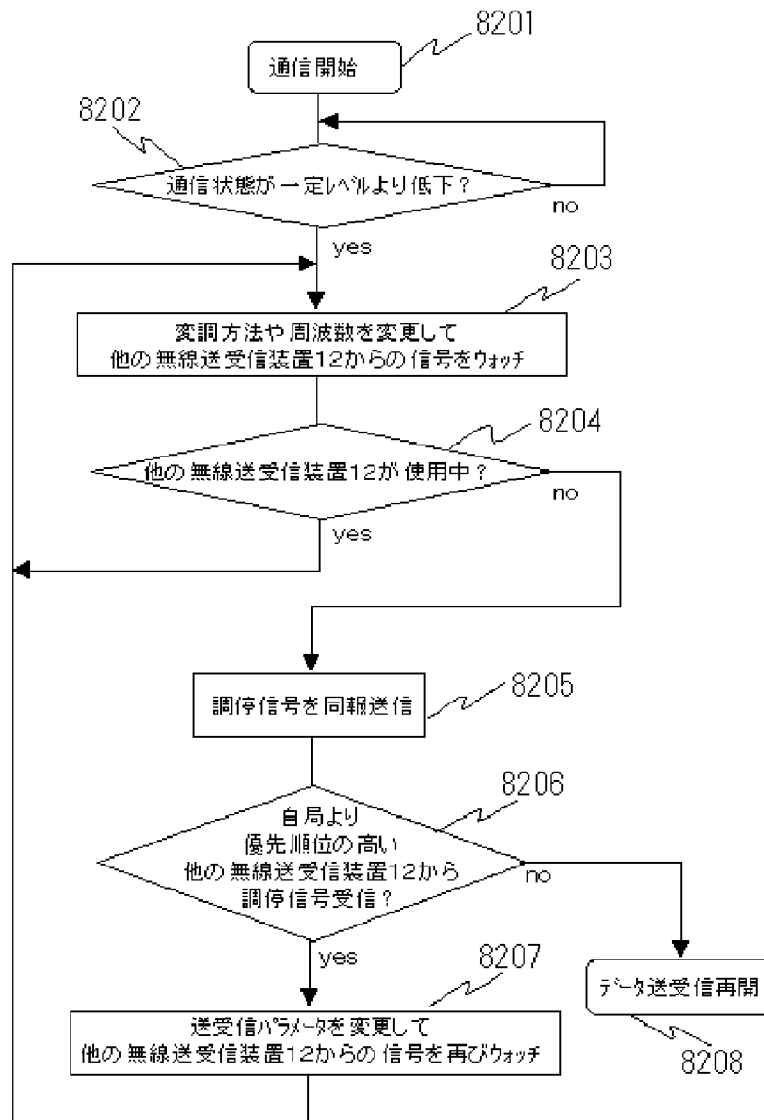 8201
通信開始
8202
通信状態が一定レベルより低下？
no
yes
8203
変調方法や周波数を変更して
他の無線送受信装置12からの信号をウォッチ
8204
他の無線送受信装置12が使用中？
no
yes
8205
調停信号を同報送信
8206
自局より
優先順位の高い
他の無線送受信装置12から
調停信号受信？
no
yes
8207
送受信パラメータを変更して
他の無線送受信装置12からの信号を再びウォッチ
データ送受信再開
8208